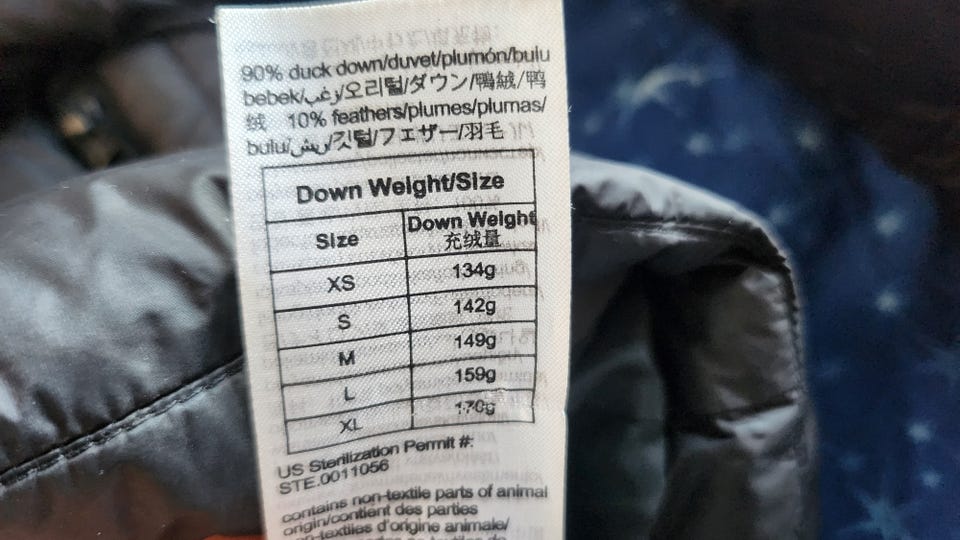 90% duck down/duvet/plumón/bulu
bebek/زغب/오리털/ダウン/鴨絨/鸭
绒 10% feathers/plumes/plumas/
bulu/ريش/깃털/フェザー/羽毛
Down Weight/Size
Size Down Weight
充绒量
XS 134g
S 142g
M 149g
L 159g
XL 170g
US Sterilization Permit #:
STE.0011056
contains non-textile parts of animal
origin/contient des parties
non-textiles d'origine animale/